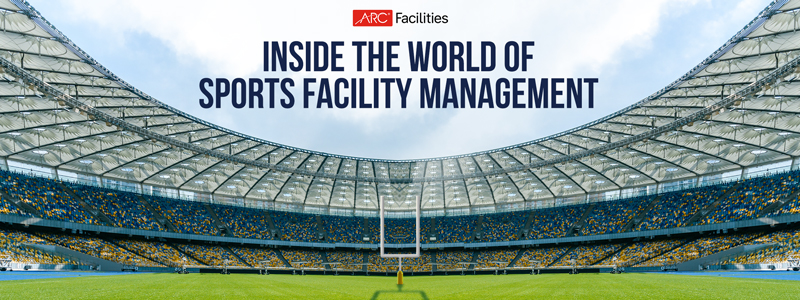 ARC Facilities
INSIDE THE WORLD OF
SPORTS FACILITY MANAGEMENT